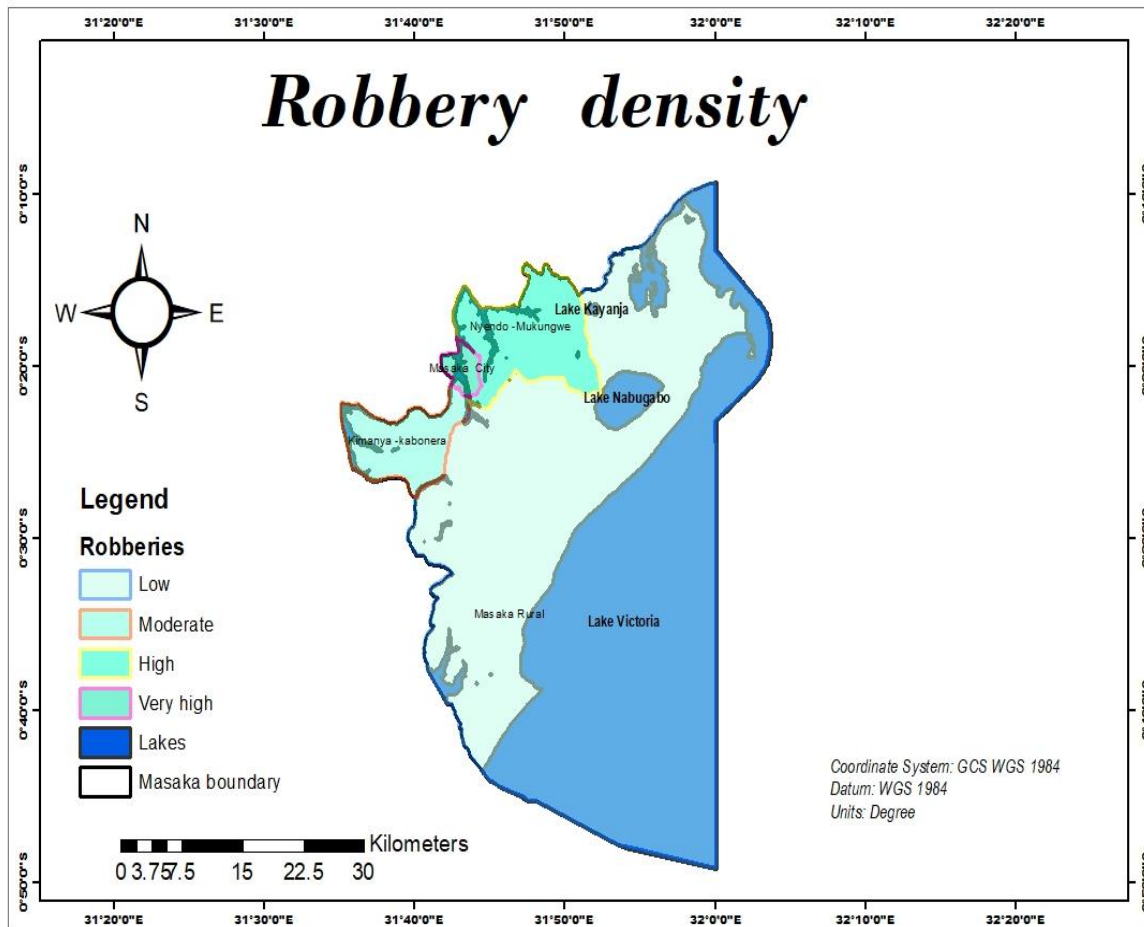 31°20'0"E 31°30'0"E 31°40'0"E 31°50'0"E 32°0'0"E 32°10'0"E 32°20'0"E
Robbery density
0°10'0"S
N
W E
S
Lake Kayanja
Nyendo -Mukungwe
0°20'0"S
Masaka City
Lake Nabugabo
Kimanya -kabonera
Legend
Robberies
0°30'0"S
Low
Moderate
High
Very high
Lakes
Masaka boundary
Masaka Rural
Lake Victoria
0°40'0"S
Coordinate System: GCS WGS 1984
Datum: WGS 1984
Units: Degree
Kilometers
0 3.75 7.5 15 22.5 30
0°50'0"S
31°20'0"E 31°30'0"E 31°40'0"E 31°50'0"E 32°0'0"E 32°10'0"E 32°20'0"E